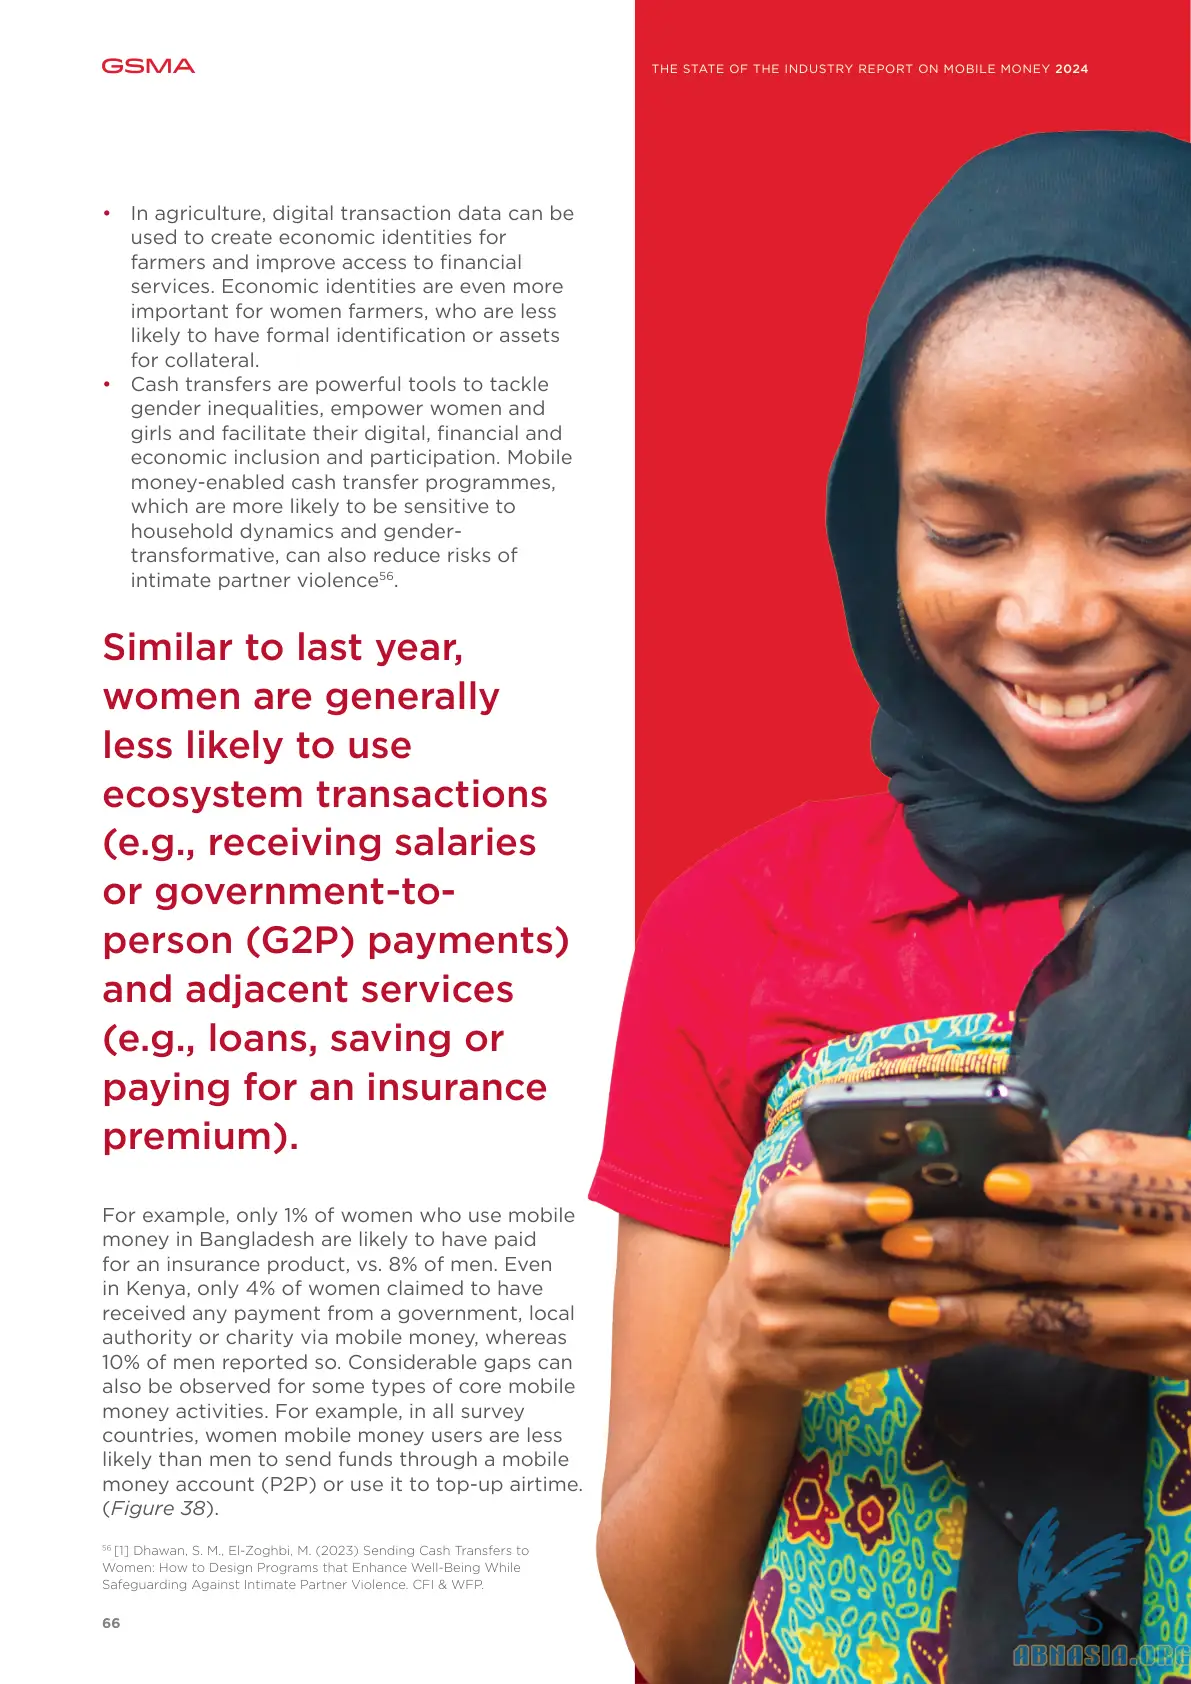 GSMA
THE STATE OF THE INDUSTRY REPORT ON MOBILE MONEY 2024
• In agriculture, digital transaction data can be
used to create economic identities for
farmers and improve access to financial
services. Economic identities are even more
important for women farmers, who are less
likely to have formal identification or assets
for collateral.
• Cash transfers are powerful tools to tackle
gender inequalities, empower women and
girls and facilitate their digital, financial and
economic inclusion and participation. Mobile
money-enabled cash transfer programmes,
which are more likely to be sensitive to
household dynamics and gender-
transformative, can also reduce risks of
intimate partner violence56.
Similar to last year,
women are generally
less likely to use
ecosystem transactions
(e.g., receiving salaries
or government-to-
person (G2P) payments)
and adjacent services
(e.g., loans, saving or
paying for an insurance
premium).
For example, only 1% of women who use mobile
money in Bangladesh are likely to have paid
for an insurance product, vs. 8% of men. Even
in Kenya, only 4% of women claimed to have
received any payment from a government, local
authority or charity via mobile money, whereas
10% of men reported so. Considerable gaps can
also be observed for some types of core mobile
money activities. For example, in all survey
countries, women mobile money users are less
likely than men to send funds through a mobile
money account (P2P) or use it to top-up airtime.
(Figure 38).
56 [1] Dhawan, S. M., El-Zoghbi, M. (2023) Sending Cash Transfers to
Women: How to Design Programs that Enhance Well-Being While
Safeguarding Against Intimate Partner Violence. CFI & WFP.
66
ABNASIA.ORG